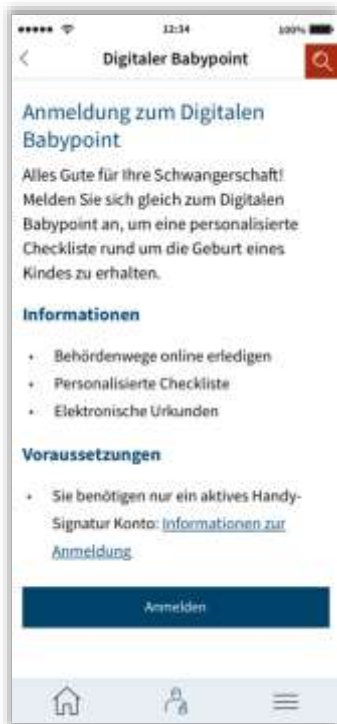 12:34
100%
Digitaler Babypoint
Anmeldung zum Digitalen
Babypoint
Alles Gute für Ihre Schwangerschaft!
Melden Sie sich gleich zum Digitalen
Babypoint an, um eine personalisierte
Checkliste rund um die Geburt eines
Kindes zu erhalten.
Informationen
• Behördenwege online erledigen
• Personalisierte Checkliste
• Elektronische Urkunden
Voraussetzungen
• Sie benötigen nur ein aktives Handy-
Signatur Konto: Informationen zur
Anmeldung
Anmelden